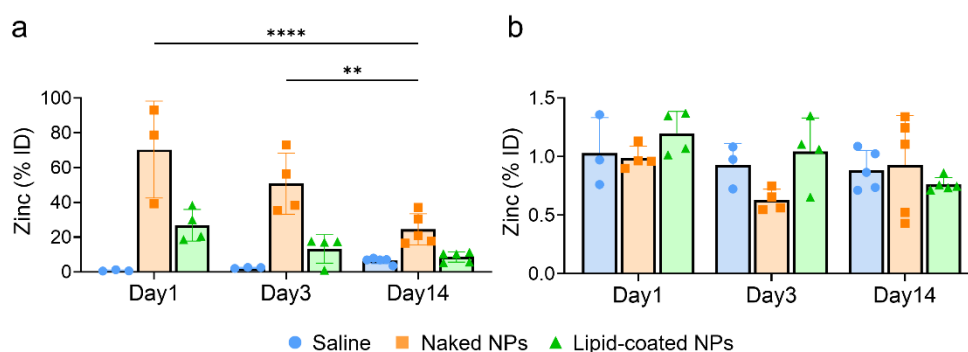 a
b
****
**
Zinc (% ID)
100
80
60
40
20
0
Day1 Day3 Day14
Zinc (% ID)
1.5
1.0
0.5
0.0
Day1 Day3 Day14
Saline Naked NPs Lipid-coated NPs